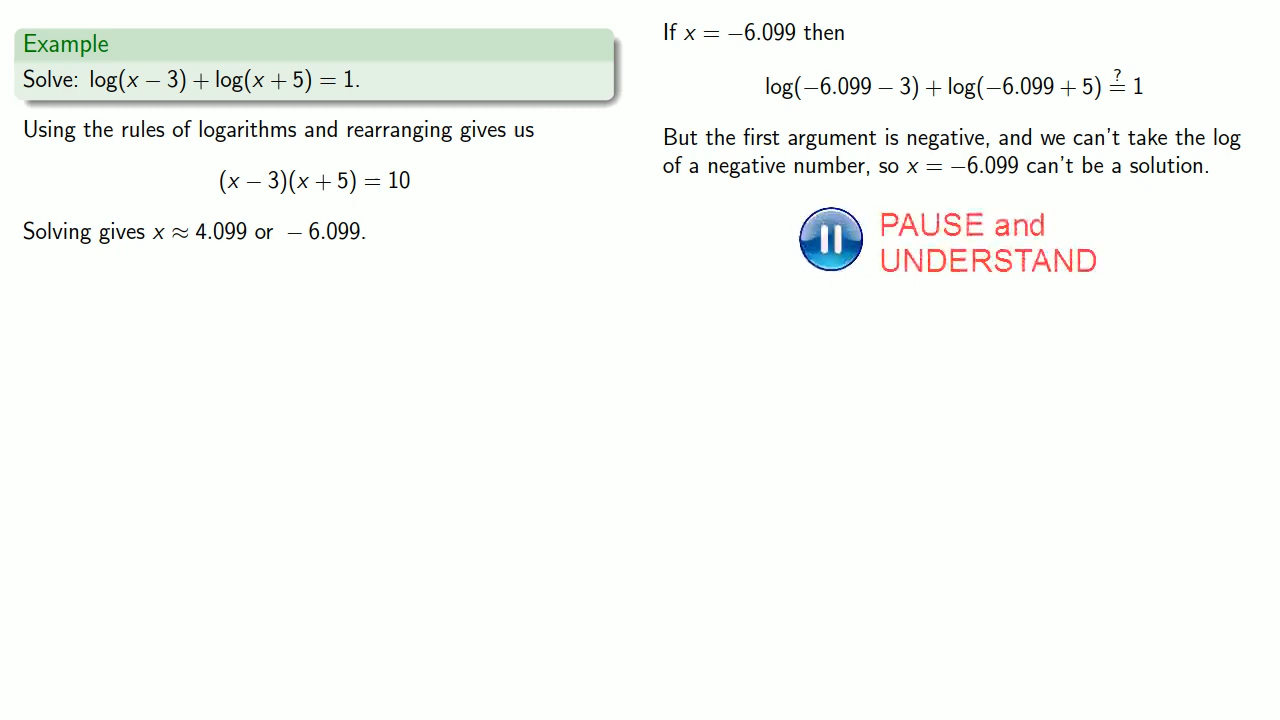 Example
Solve: log(x − 3) + log(x + 5) = 1.
Using the rules of logarithms and rearranging gives us
(x − 3)(x + 5) = 10
Solving gives x ≈ 4.099 or − 6.099.
If x = −6.099 then
log(−6.099 − 3) + log(−6.099 + 5) ≟ 1
But the first argument is negative, and we can't take the log
of a negative number, so x = −6.099 can't be a solution.
PAUSE and
UNDERSTAND